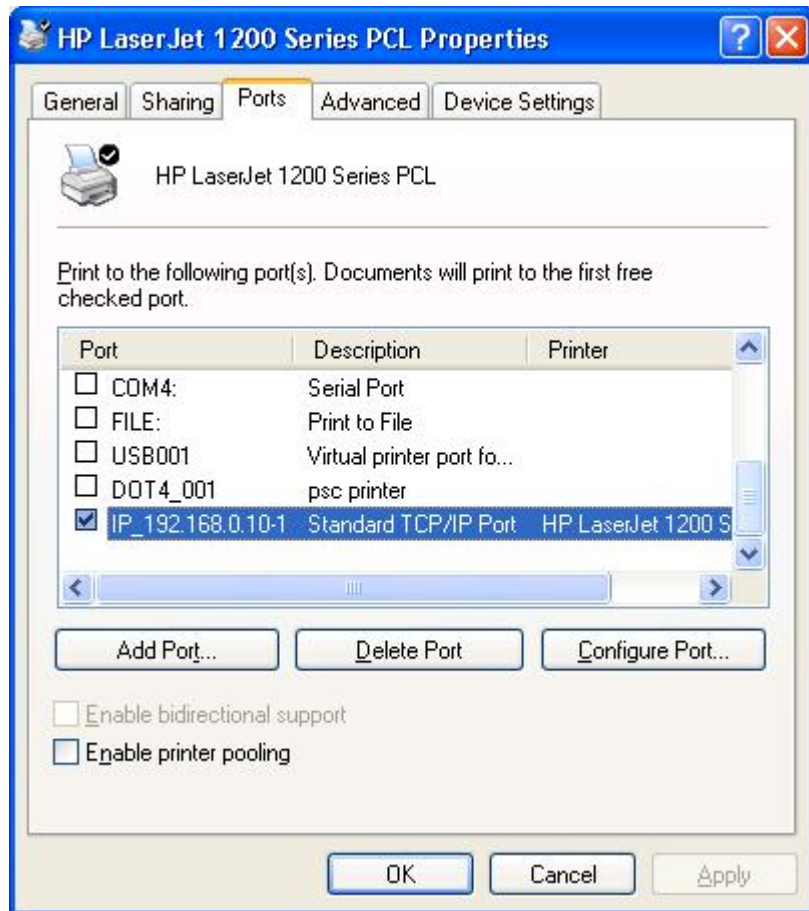 HP LaserJet 1200 Series PCL Properties
General Sharing Ports Advanced Device Settings
HP LaserJet 1200 Series PCL
Print to the following port(s). Documents will print to the first free
checked port.
Port Description Printer
COM4: Serial Port
FILE: Print to File
USB001 Virtual printer port fo...
DOT4_001 psc printer
IP_192.168.0.10-1 Standard TCP/IP Port HP LaserJet 1200 S
Add Port... Delete Port Configure Port...
Enable bidirectional support
Enable printer pooling
OK Cancel Apply